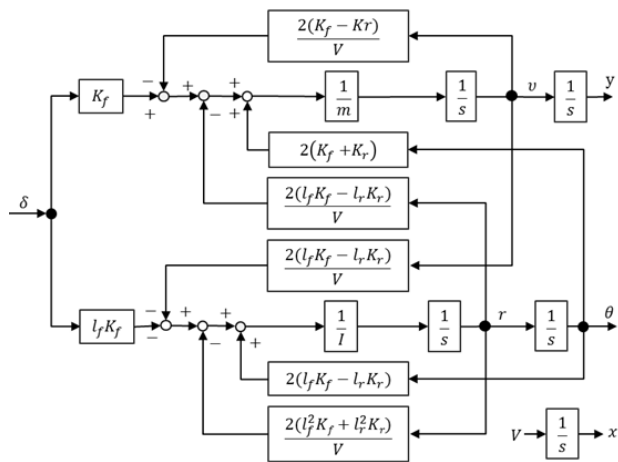 2(K_f − Kr)
V
− + + +
K_f
+ − +
1
m
1
s
υ
1
s
y
2(K_f + K_r)
2(l_f K_f − l_r K_r)
V
δ
2(l_f K_f − l_r K_r)
V
− + +
l_f K_f
− − +
1
I
1
s
r
1
s
θ
2(l_f K_f − l_r K_r)
2(l_f^2 K_f + l_r^2 K_r)
V
V
1
s
x